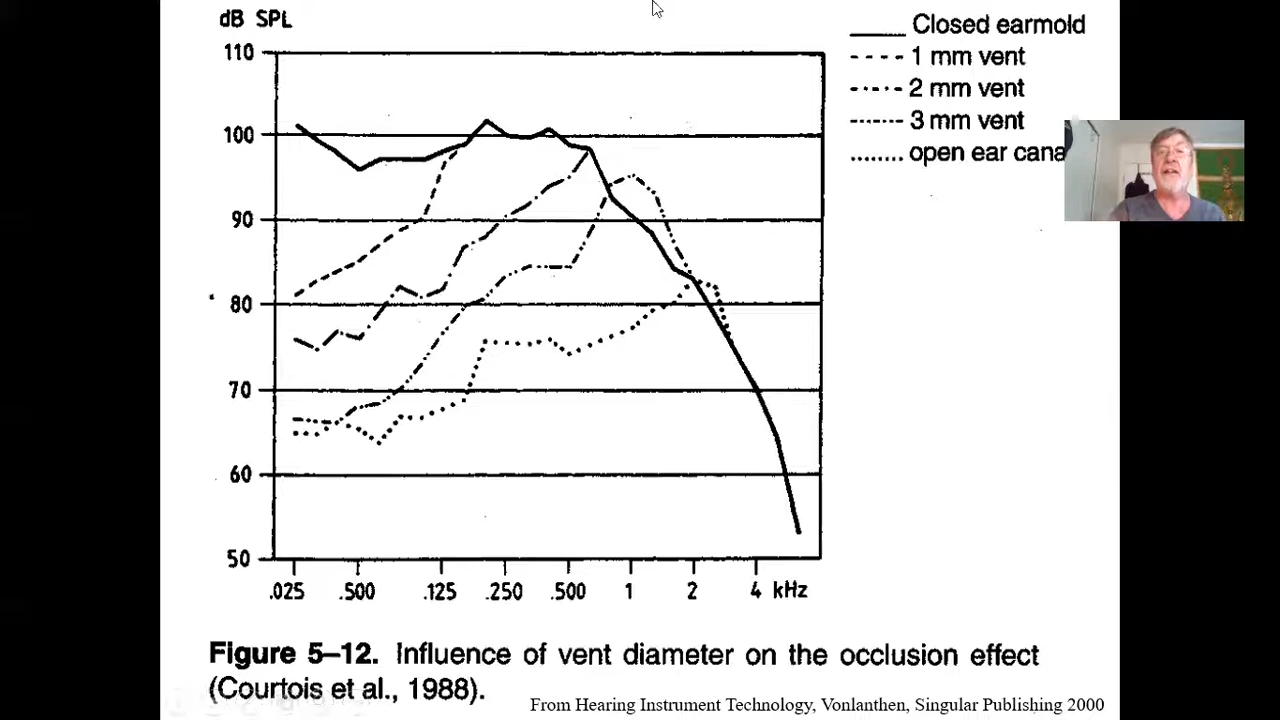 dB SPL
110
100
90
80
70
60
50
.025 .500 .125 .250 .500 1 2 4 kHz
Closed earmold
1 mm vent
2 mm vent
3 mm vent
open ear cana
Figure 5–12. Influence of vent diameter on the occlusion effect
(Courtois et al., 1988).
From Hearing Instrument Technology, Vonlanthen, Singular Publishing 2000